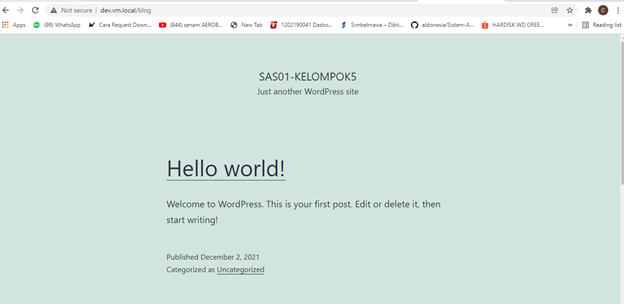 Not secure | dev.vm.local/blog
Apps (99) WhatsApp Cara Request Down... (844) senam AEROB... New Tab 1202190041 Dasbo... Simbelmawa – Dikti... aldonesia/Sistem-A... HARDISK WD GREE... » Reading list
SAS01-KELOMPOK5
Just another WordPress site
Hello world!
Welcome to WordPress. This is your first post. Edit or delete it, then
start writing!
Published December 2, 2021
Categorized as Uncategorized